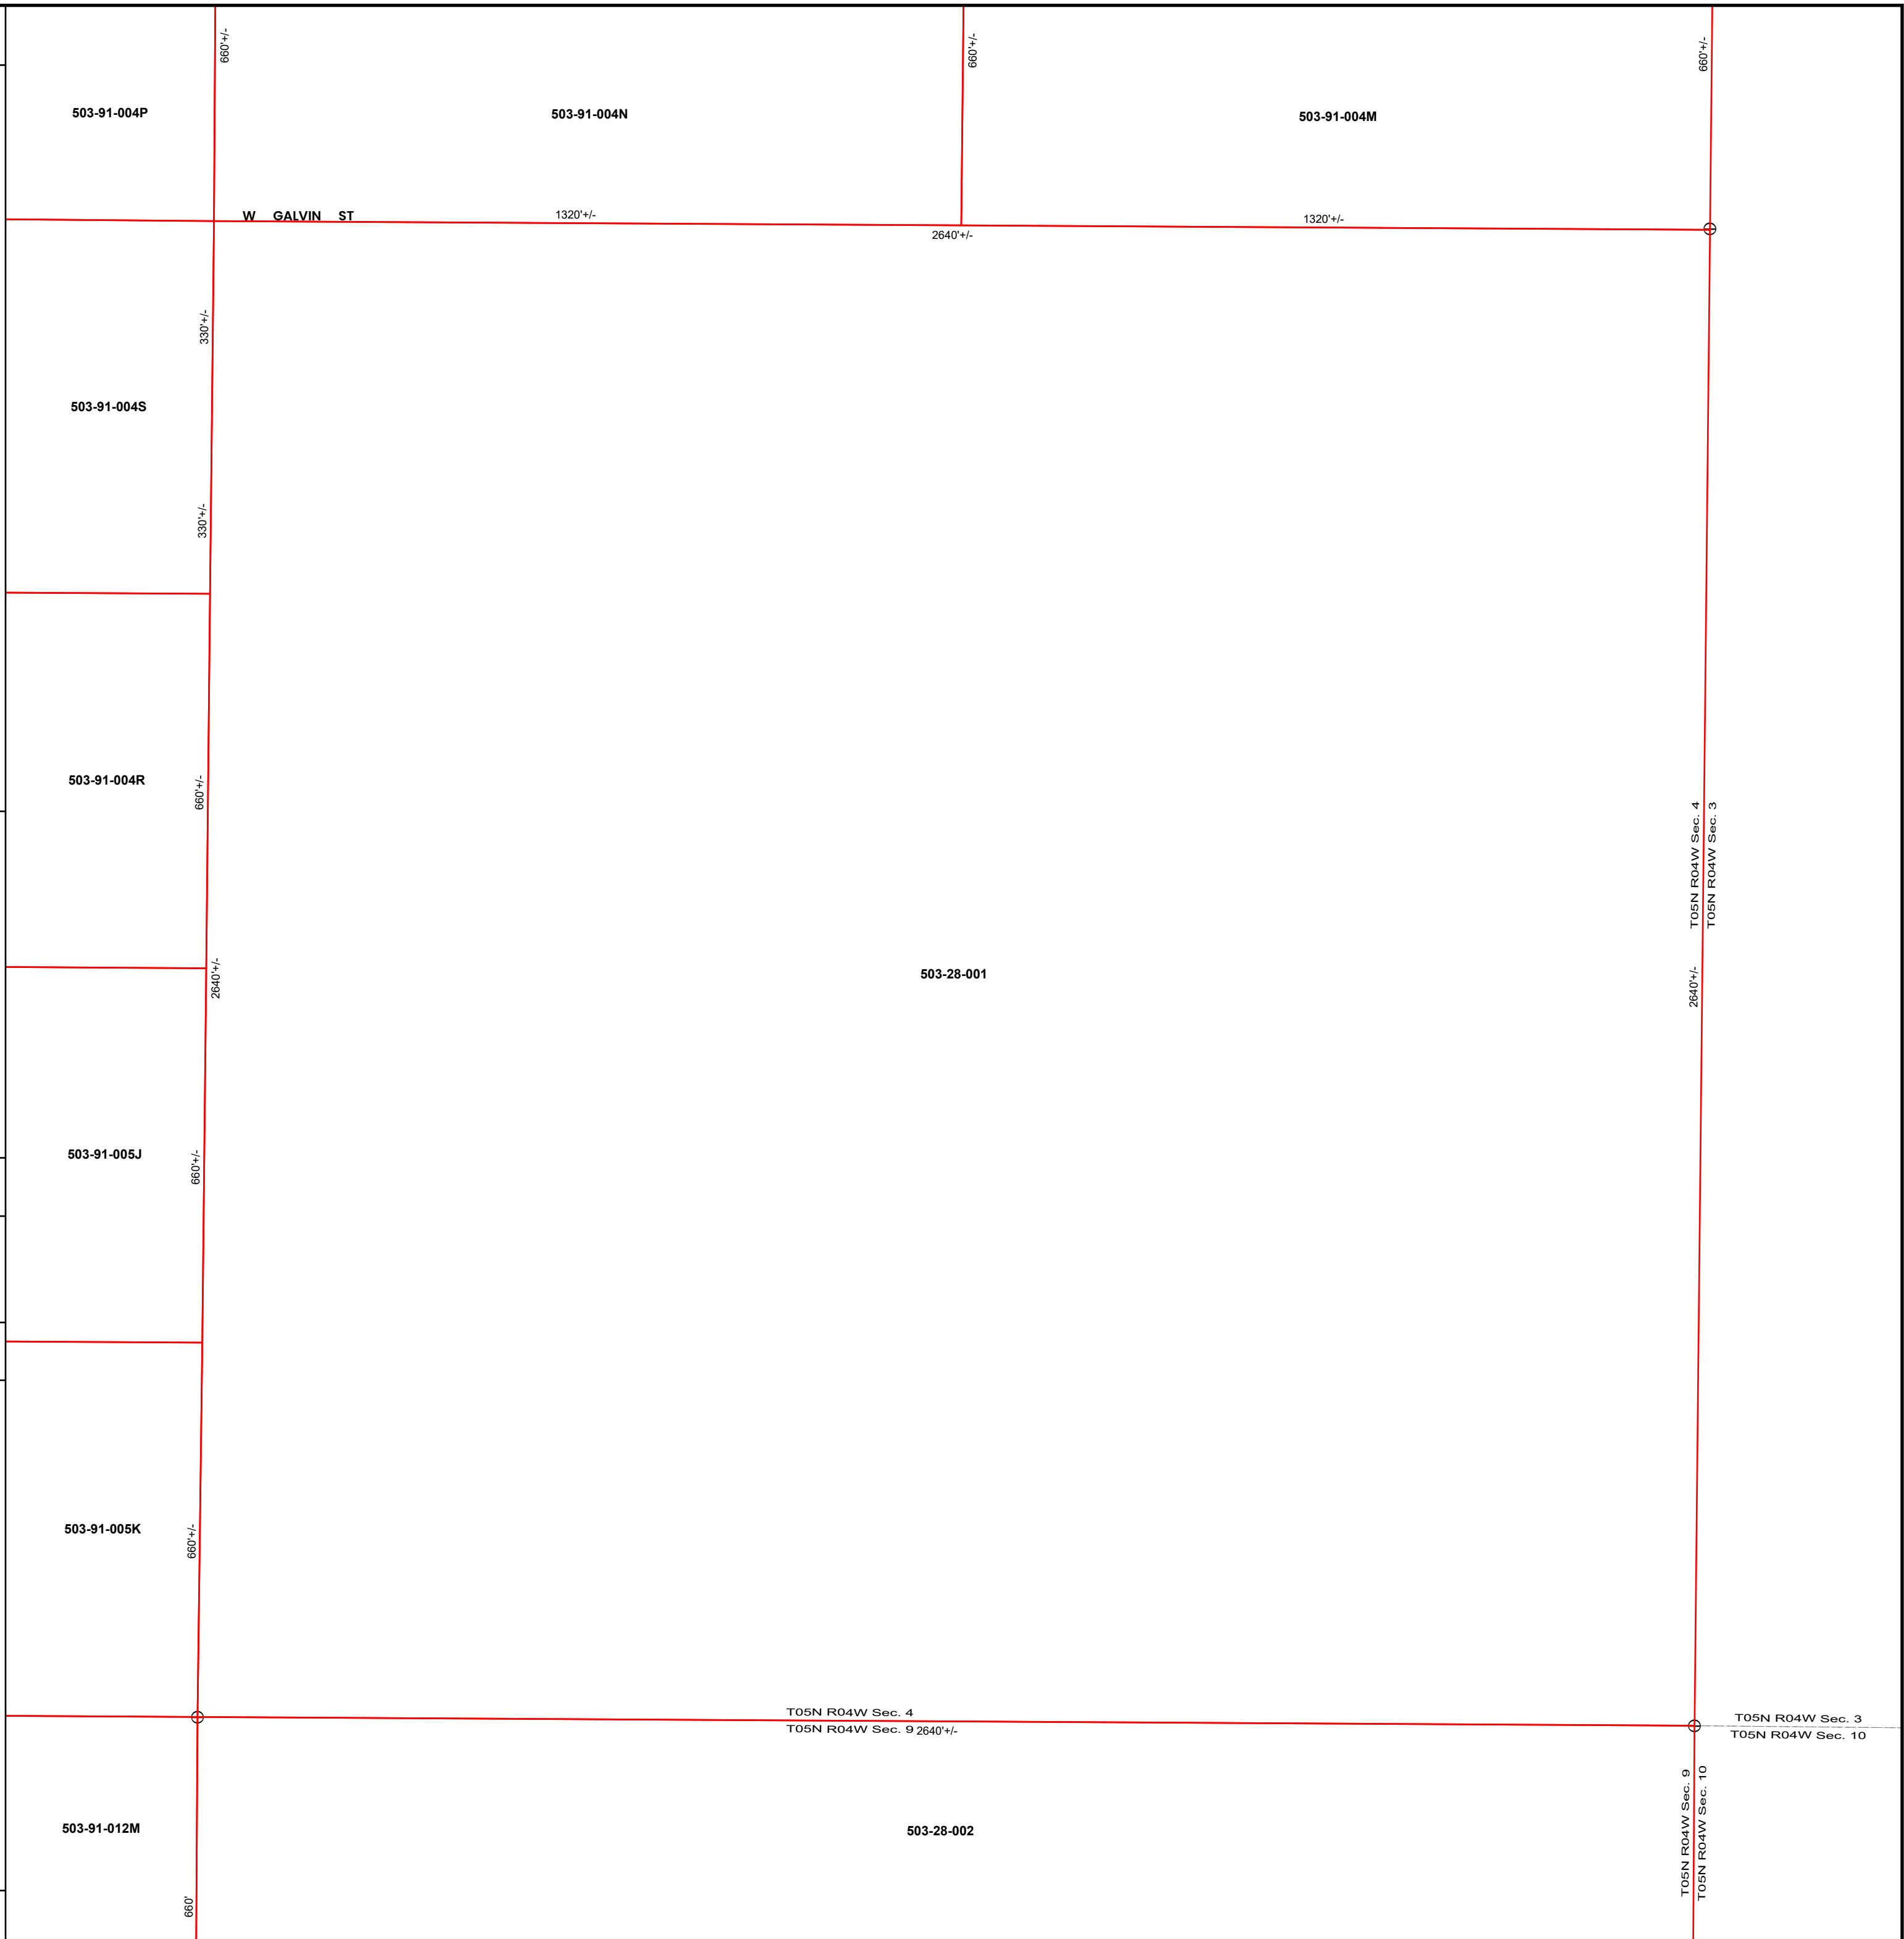 660'+/-
660'+/-
660'+/-
503-91-004P
503-91-004N
503-91-004M
W GALVIN ST
1320'+/-
1320'+/-
2640'+/-
330'+/-
503-91-004S
330'+/-
503-91-004R
660'+/-
T05N R04W Sec. 4
T05N R04W Sec. 3
2640'+/-
503-28-001
2640'+/-
503-91-005J
660'+/-
503-91-005K
660'+/-
T05N R04W Sec. 4
T05N R04W Sec. 9 2640'+/-
T05N R04W Sec. 3
T05N R04W Sec. 10
T05N R04W Sec. 9
T05N R04W Sec. 10
503-91-012M
503-28-002
660'